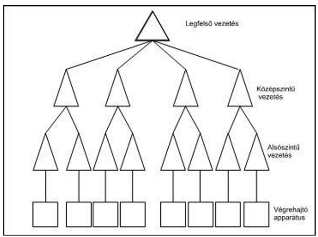 Legfelső vezetés
Középszintű
vezetés
Alsószintű
vezetés
Végrehajtó
apparátus